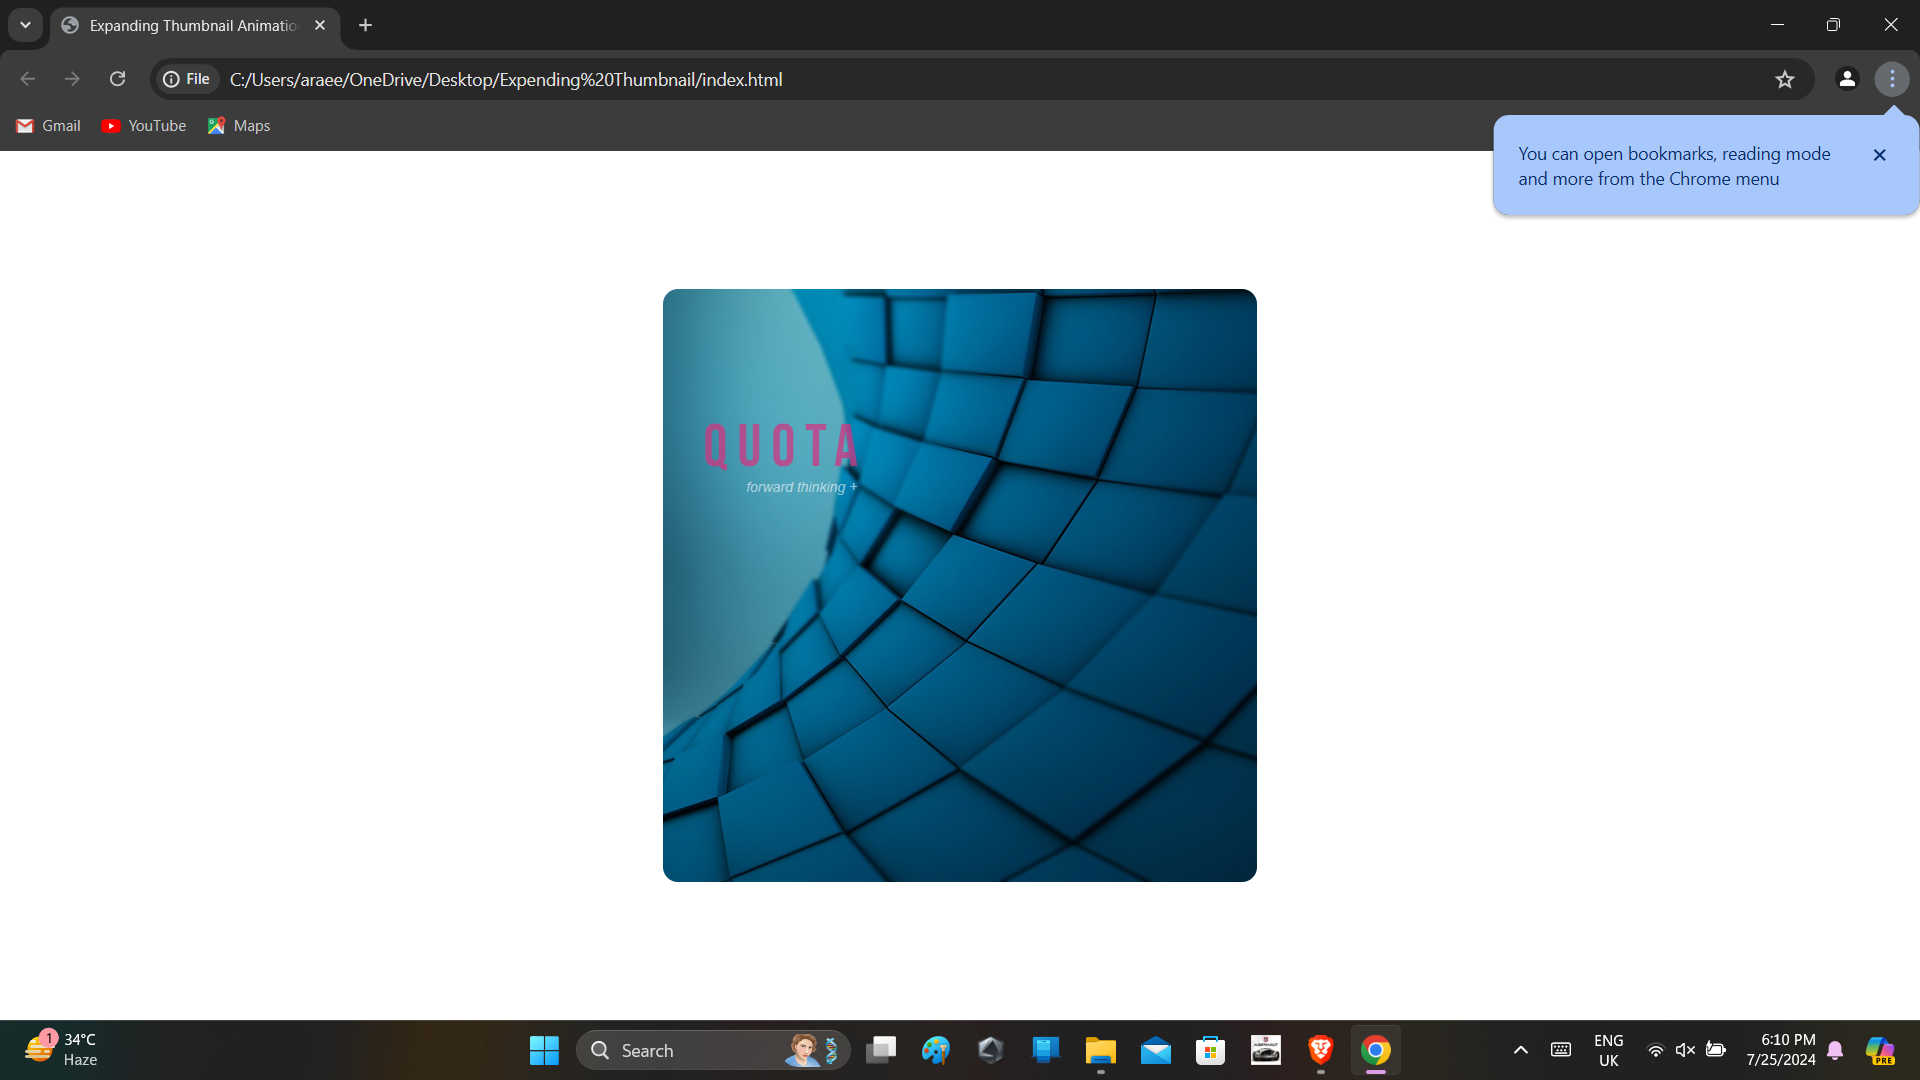 Expanding Thumbnail Animatio
File
C:/Users/araee/OneDrive/Desktop/Expending%20Thumbnail/index.html
Gmail
YouTube
Maps
You can open bookmarks, reading mode
and more from the Chrome menu
QUOTA
forward thinking +
1
34°C
Haze
Search
ENG
UK
6:10 PM
7/25/2024
PRE